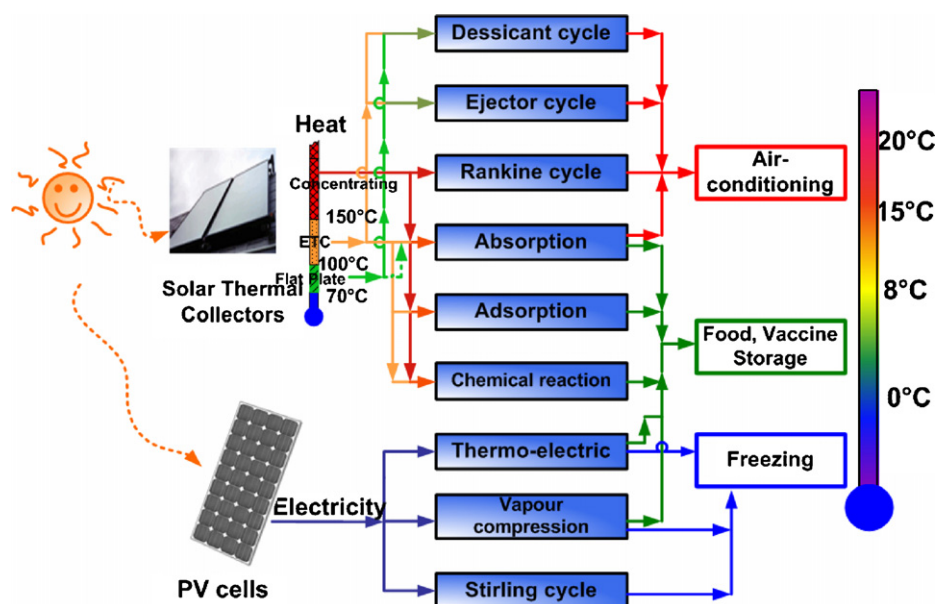 Dessicant cycle
Ejector cycle
Heat
Rankine cycle
Concentrating
150°C
ETC
100°C
Flat Plate
70°C
Solar Thermal
Collectors
Absorption
Adsorption
Chemical reaction
Thermo-electric
Electricity
Vapour
compression
PV cells
Stirling cycle
Air-
conditioning
Food, Vaccine
Storage
Freezing
20°C
15°C
8°C
0°C